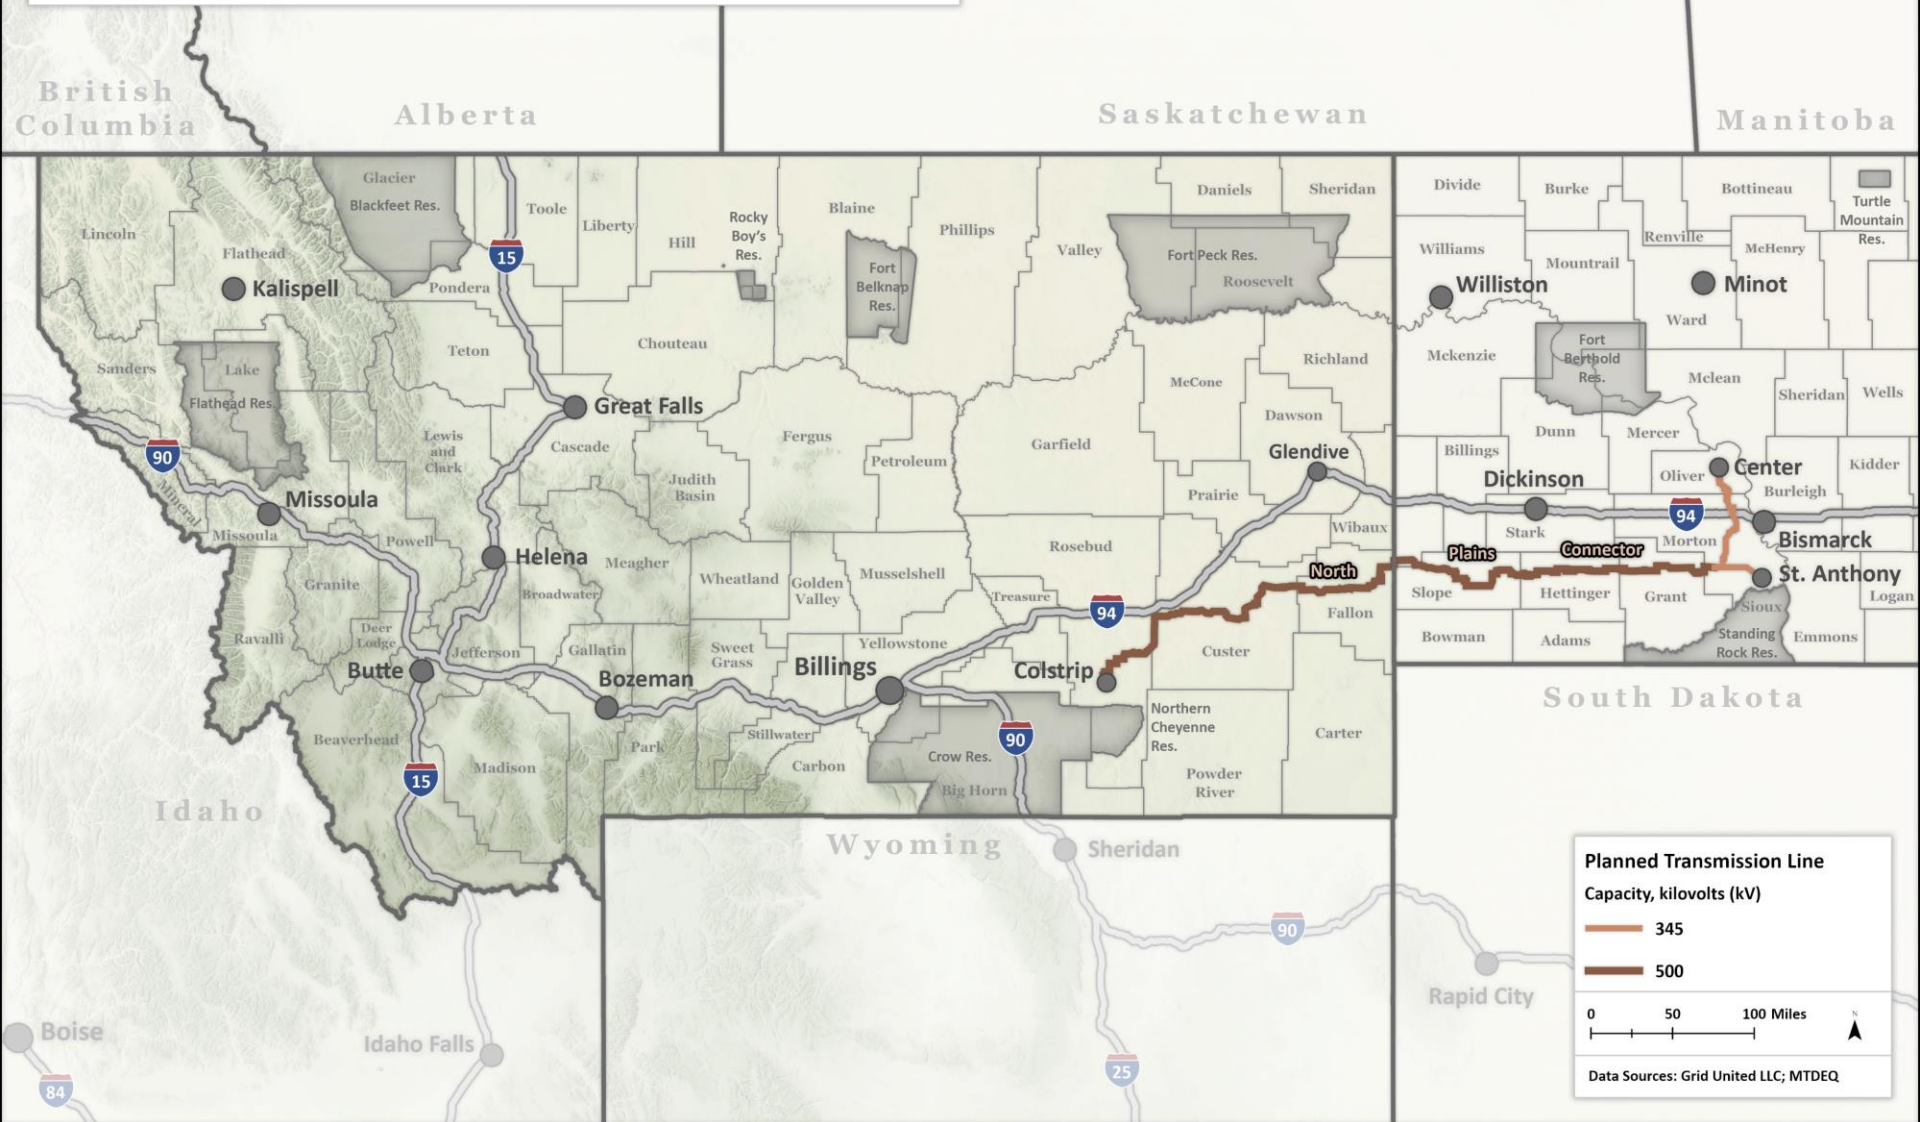 British
Columbia
Alberta
Saskatchewan
Manitoba
Glacier
Blackfeet Res.
Toole
Liberty
Hill
Rocky
Boy's
Res.
Blaine
Phillips
Valley
Daniels
Sheridan
Fort Peck Res.
Roosevelt
Divide
Burke
Bottineau
Turtle
Mountain
Res.
Lincoln
Flathead
Kalispell
15
Pondera
Fort
Belknap
Res.
Williams
Mountrail
Renville
McHenry
Williston
Minot
Ward
Sanders
Lake
Flathead Res.
Teton
Chouteau
McCone
Richland
Mckenzie
Fort
Berthold
Res.
Mclean
Sheridan
Wells
Great Falls
90
Lewis
and
Clark
Cascade
Fergus
Petroleum
Garfield
Dawson
Glendive
Billings
Dunn
Mercer
Oliver
Center
Kidder
Mineral
Missoula
Missoula
Powell
Judith
Basin
Prairie
Wibaux
Dickinson
Stark
94
Burleigh
Morton
Bismarck
Helena
Granite
Meagher
Broadwater
Wheatland
Golden
Valley
Musselshell
Rosebud
Treasure
94
North
Plains
Connector
St. Anthony
Fallon
Slope
Hettinger
Grant
Sioux
Logan
Ravalli
Deer
Lodge
Butte
Jefferson
Gallatin
Bozeman
Sweet
Grass
Yellowstone
Billings
Colstrip
Custer
Bowman
Adams
Standing
Rock Res.
Emmons
Beaverhead
Madison
15
Park
Stillwater
Carbon
Crow Res.
Big Horn
90
Northern
Cheyenne
Res.
Powder
River
Carter
South Dakota
Idaho
Wyoming
Sheridan
90
Rapid City
25
Boise
84
Idaho Falls
Planned Transmission Line
Capacity, kilovolts (kV)
345
500
0 50 100 Miles
N
Data Sources: Grid United LLC; MTDEQ